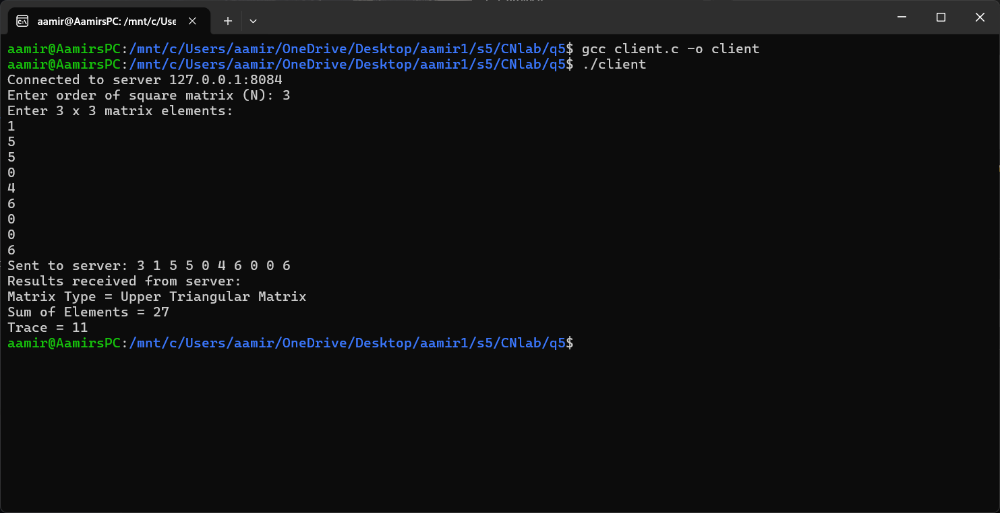 aamir@AamirsPC: /mnt/c/Use
aamir@AamirsPC:/mnt/c/Users/aamir/OneDrive/Desktop/aamir1/s5/CNlab/q5$ gcc client.c -o client
aamir@AamirsPC:/mnt/c/Users/aamir/OneDrive/Desktop/aamir1/s5/CNlab/q5$ ./client
Connected to server 127.0.0.1:8084
Enter order of square matrix (N): 3
Enter 3 x 3 matrix elements:
1
5
5
0
4
6
0
0
6
Sent to server: 3 1 5 5 0 4 6 0 0 6
Results received from server:
Matrix Type = Upper Triangular Matrix
Sum of Elements = 27
Trace = 11
aamir@AamirsPC:/mnt/c/Users/aamir/OneDrive/Desktop/aamir1/s5/CNlab/q5$